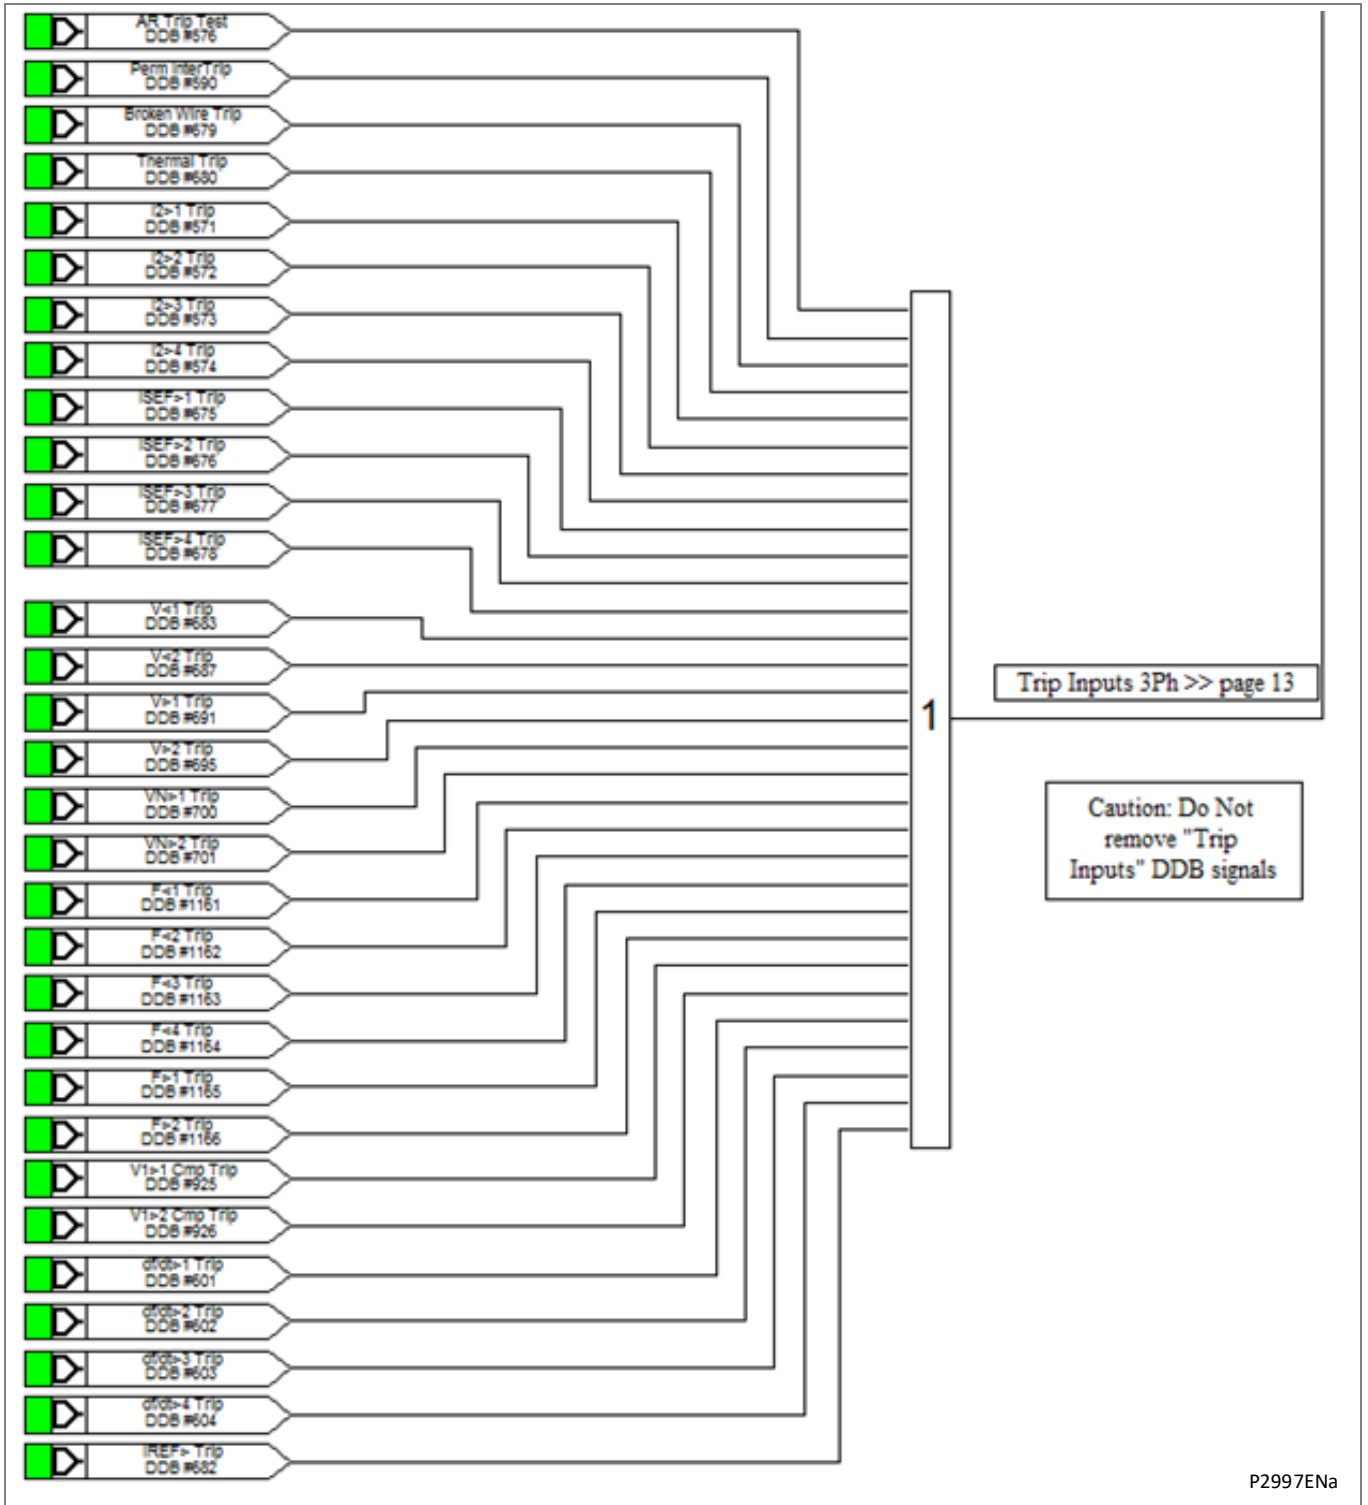 AR Trip Test
DDB #576
Perm InterTrip
DDB #590
Broken Wire Trip
DDB #679
Thermal Trip
DDB #680
I2>1 Trip
DDB #571
I2>2 Trip
DDB #572
I2>3 Trip
DDB #573
I2>4 Trip
DDB #574
ISEF>1 Trip
DDB #675
ISEF>2 Trip
DDB #676
ISEF>3 Trip
DDB #677
ISEF>4 Trip
DDB #678
V<1 Trip
DDB #683
V<2 Trip
DDB #687
V>1 Trip
DDB #691
V>2 Trip
DDB #695
VN>1 Trip
DDB #700
VN>2 Trip
DDB #701
F<1 Trip
DDB #1161
F<2 Trip
DDB #1162
F<3 Trip
DDB #1163
F<4 Trip
DDB #1164
F>1 Trip
DDB #1165
F>2 Trip
DDB #1166
V1>1 Cmp Trip
DDB #925
V1>2 Cmp Trip
DDB #926
df/dt>1 Trip
DDB #601
df/dt>2 Trip
DDB #602
df/dt>3 Trip
DDB #603
df/dt>4 Trip
DDB #604
IREF> Trip
DDB #682
1
Trip Inputs 3Ph >> page 13
Caution: Do Not
remove "Trip
Inputs" DDB signals
P2997ENa